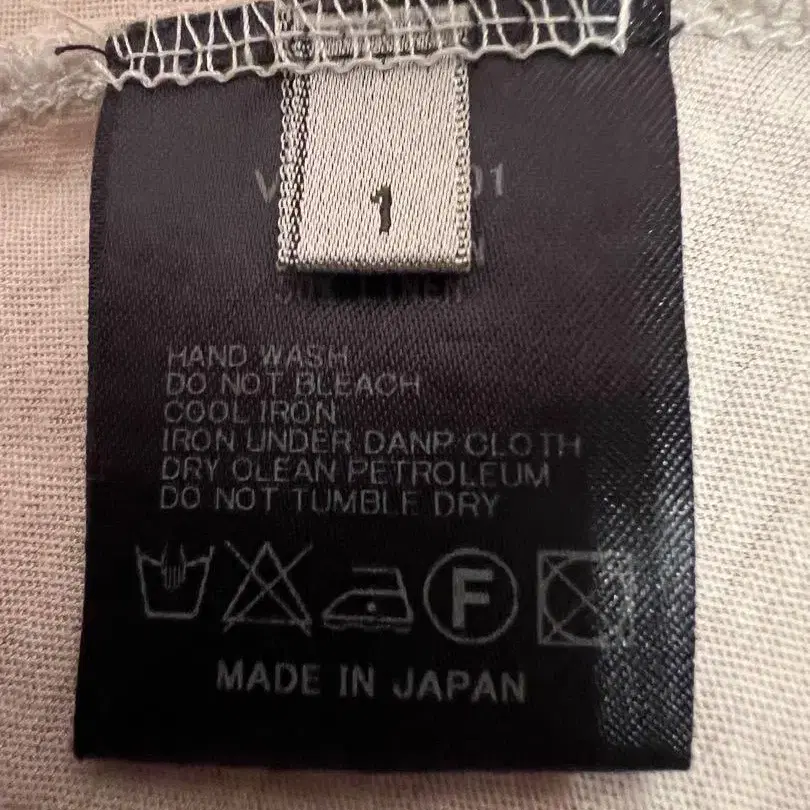 1
HAND WASH
DO NOT BLEACH
COOL IRON
IRON UNDER DANP CLOTH
DRY OLEAN PETROLEUM
DO NOT TUMBLE DRY
F
MADE IN JAPAN